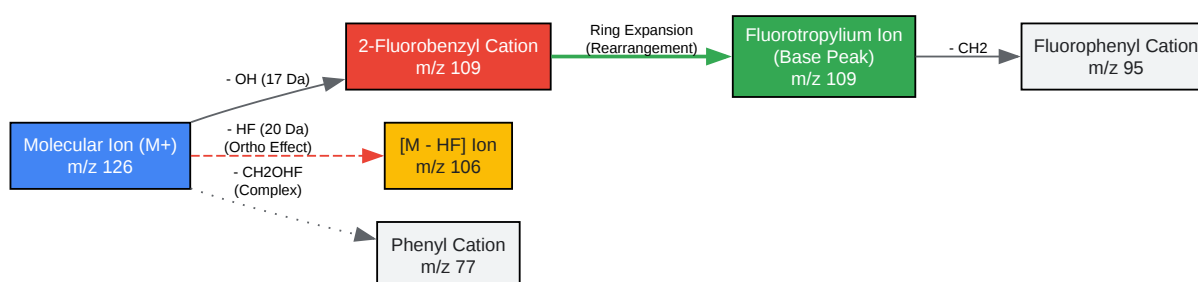 Molecular Ion (M+)
m/z 126
- OH (17 Da)
2-Fluorobenzyl Cation
m/z 109
Ring Expansion
(Rearrangement)
Fluorotropylium Ion
(Base Peak)
m/z 109
- CH2
Fluorophenyl Cation
m/z 95
- HF (20 Da)
(Ortho Effect)
[M - HF] Ion
m/z 106
- CH2OHF
(Complex)
Phenyl Cation
m/z 77